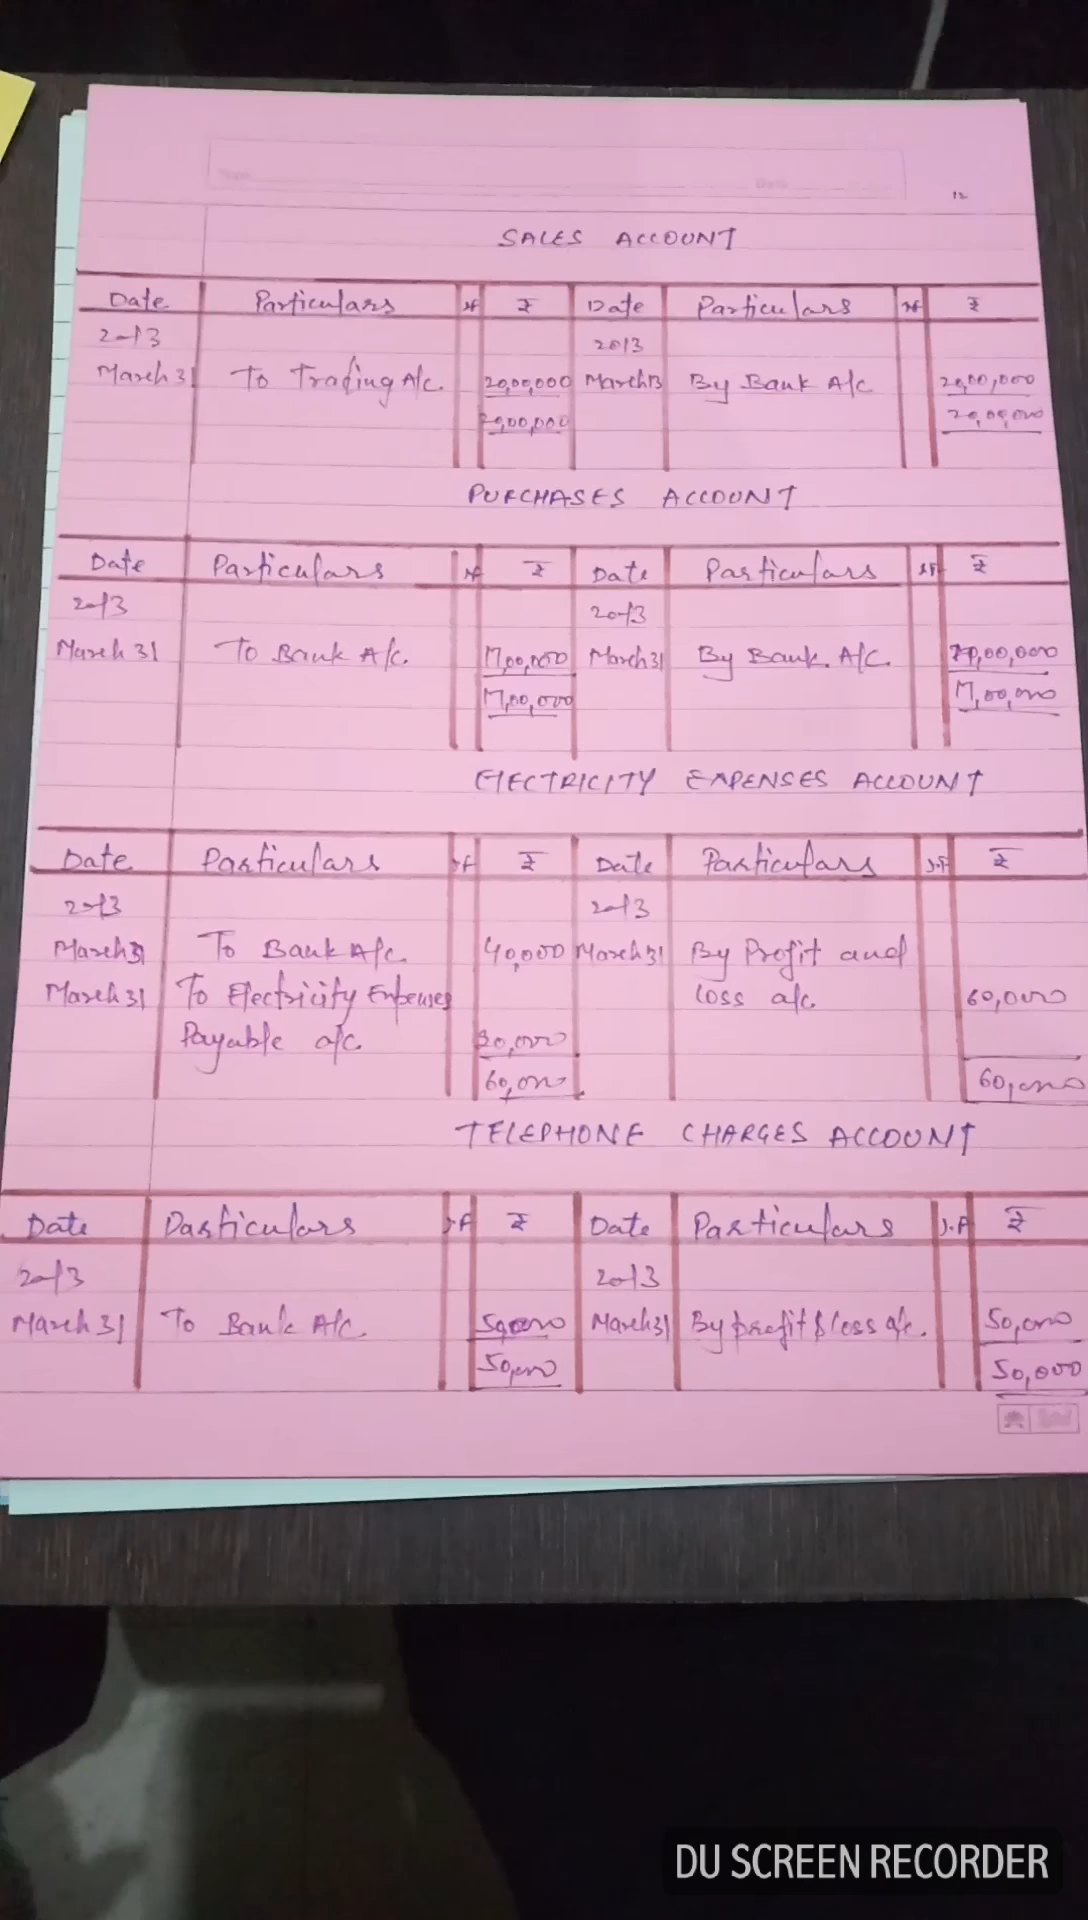 12
SALES ACCOUNT
Date Particulars J.F ₹ Date Particulars J.F ₹
2013 2013
March 31 To Trading A/c. 20,00,000 March 13 By Bank A/c 20,00,000
20,00,000 20,00,000
PURCHASES ACCOUNT
Date Particulars J.F ₹ Date Particulars J.F ₹
2013 2013
March 31 To Bank A/c. 17,00,000 March 31 By Bank. A/C. 17,00,000
17,00,000 17,00,000
ELECTRICITY EXPENSES ACCOUNT
Date Particulars J.F ₹ Date Particulars J.F ₹
2013 2013
March 31 To Bank A/c. 40,000 March 31 By Profit and
March 31 To Electricity Expenses loss a/c. 60,000
Payable a/c. 20,000
60,000 60,000
TELEPHONE CHARGES ACCOUNT
Date Particulars J.F ₹ Date Particulars J.F ₹
2013 2013
March 31 To Bank A/c. 50,000 March 31 By profit & loss a/c. 50,000
50,000 50,000
DU SCREEN RECORDER